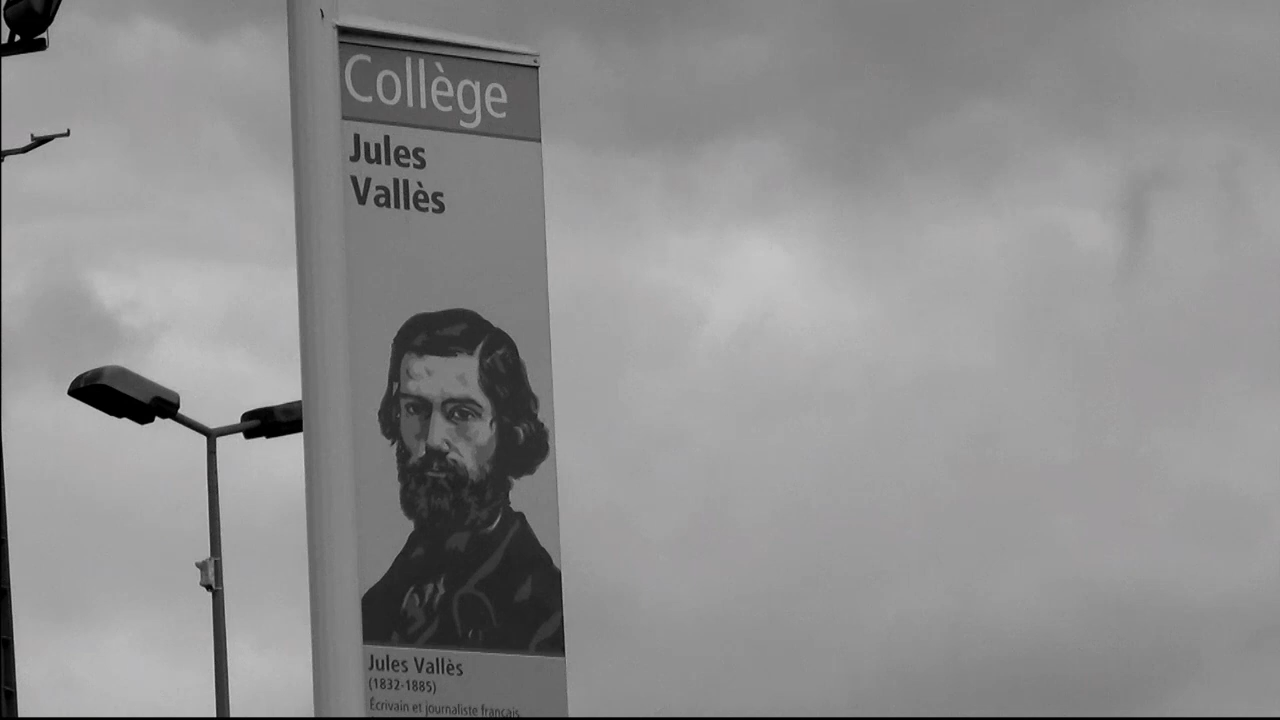 Collège
Jules
Vallès
Jules Vallès
(1832-1885)
Écrivain et journaliste français